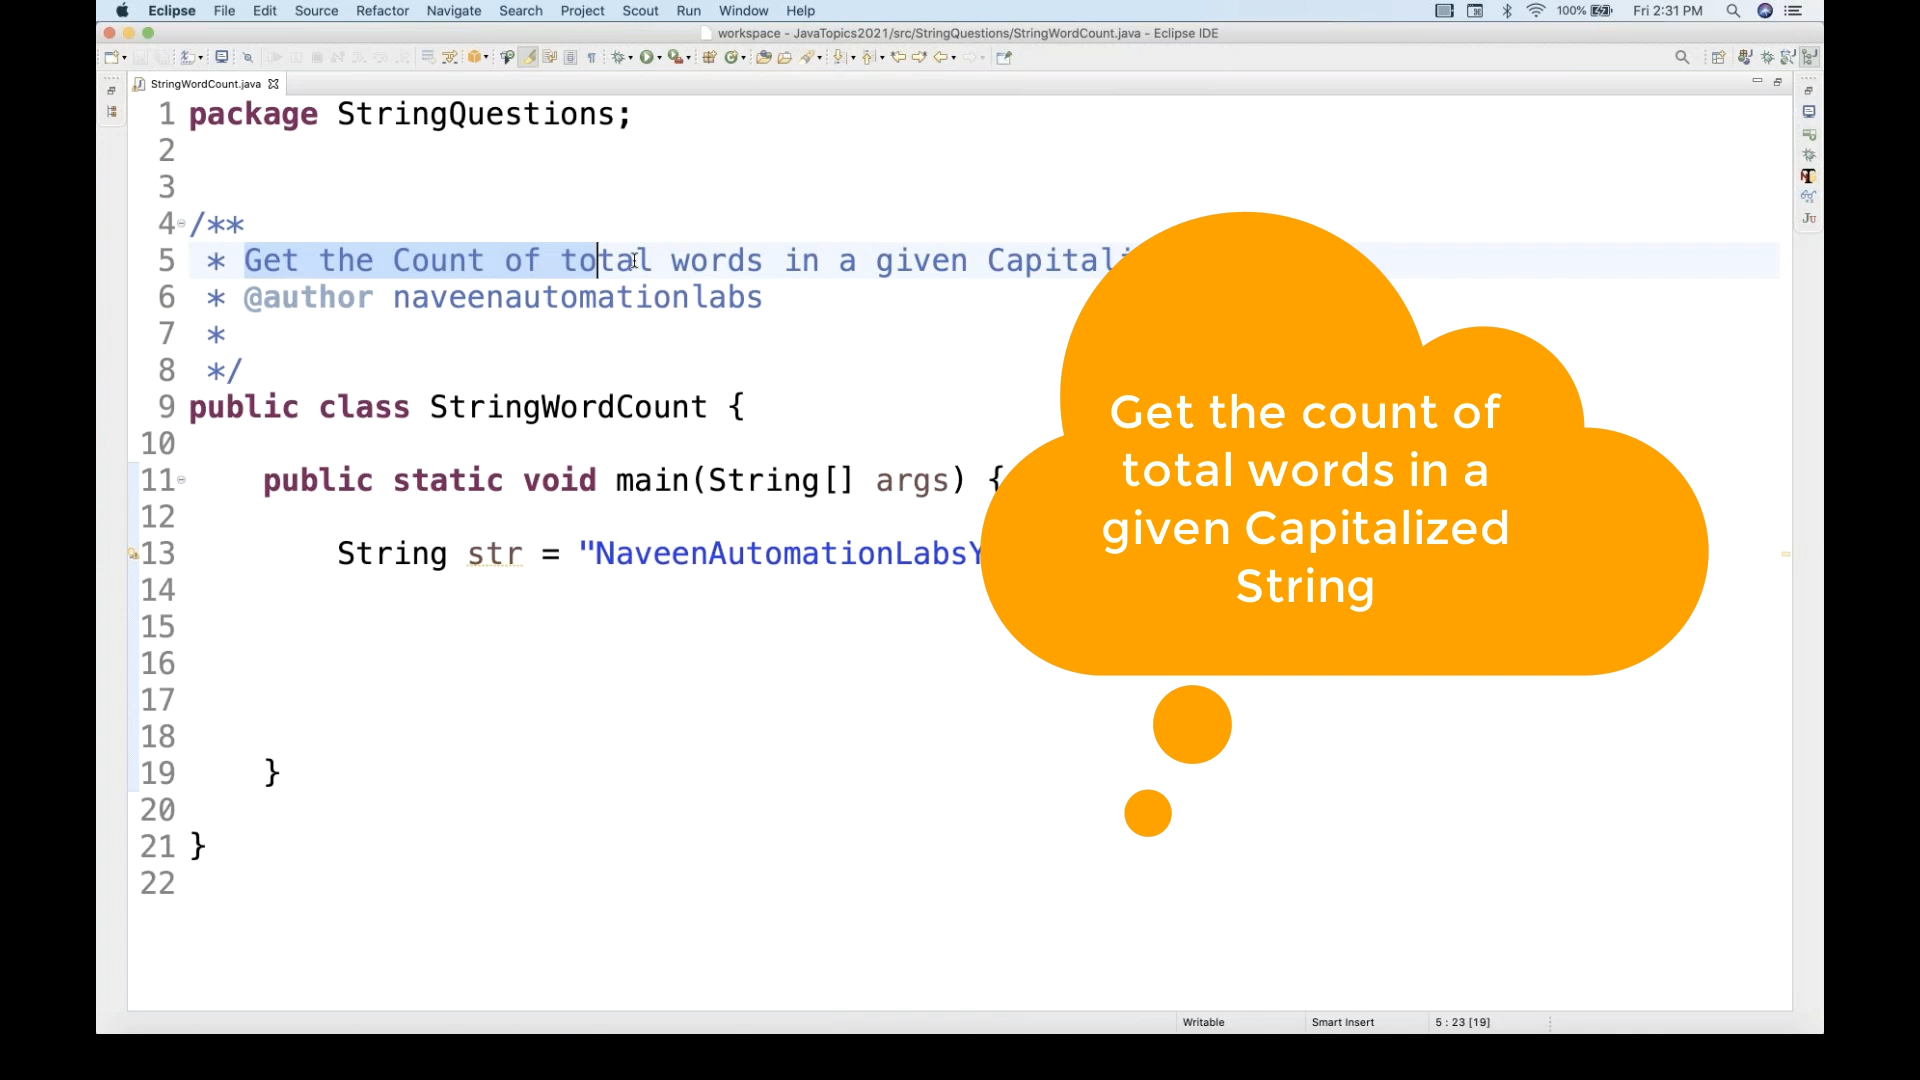 Eclipse File Edit Source Refactor Navigate Search Project Scout Run Window Help 100% Fri 2:31 PM
workspace - JavaTopics2021/src/StringQuestions/StringWordCount.java - Eclipse IDE
StringWordCount.java
1 package StringQuestions;
2
3
4 /**
5 * Get the Count of total words in a given Capitali
6 * @author naveenautomationlabs
7 *
8 */
9 public class StringWordCount {
10
11 public static void main(String[] args) {
12
13 String str = "NaveenAutomationLabsY
14
15
16
17
18
19 }
20
21 }
22
Get the count of
total words in a
given Capitalized
String
Writable Smart Insert 5 : 23 [19]